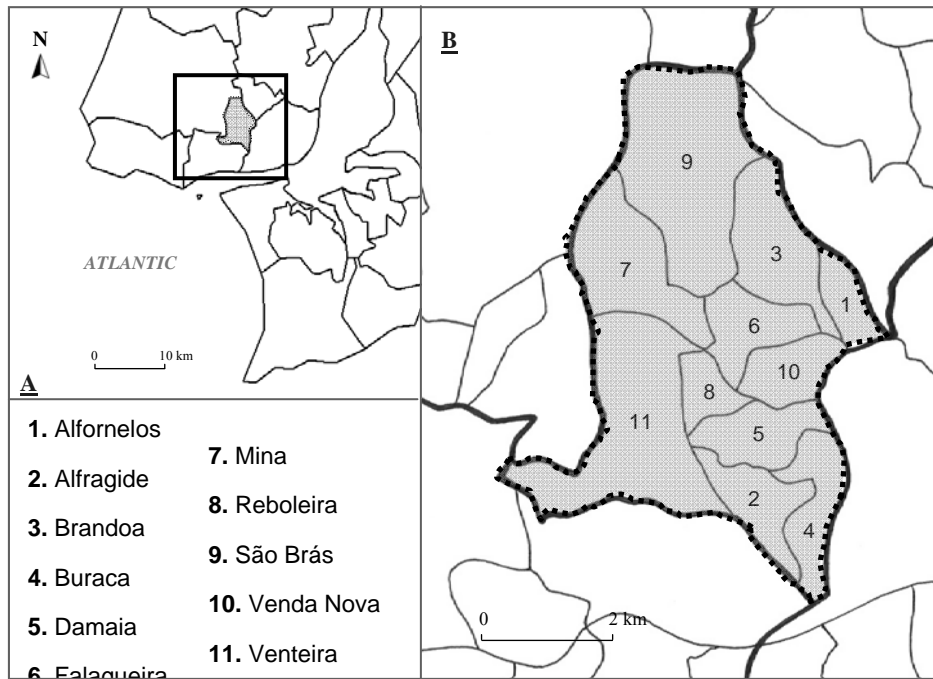 N
ATLANTIC
0 10 km
A
B
9
3
7
1
6
10
8
11
5
2
4
0 2 km
1. Alfornelos
2. Alfragide
3. Brandoa
4. Buraca
5. Damaia
6. Falagueira
7. Mina
8. Reboleira
9. São Brás
10. Venda Nova
11. Venteira